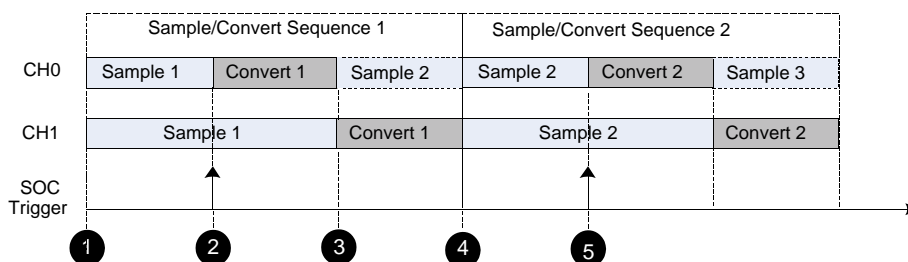 Sample/Convert Sequence 1
Sample/Convert Sequence 2
CH0
Sample 1
Convert 1
Sample 2
Sample 2
Convert 2
Sample 3
CH1
Sample 1
Convert 1
Sample 2
Convert 2
SOC
Trigger
1
2
3
4
5